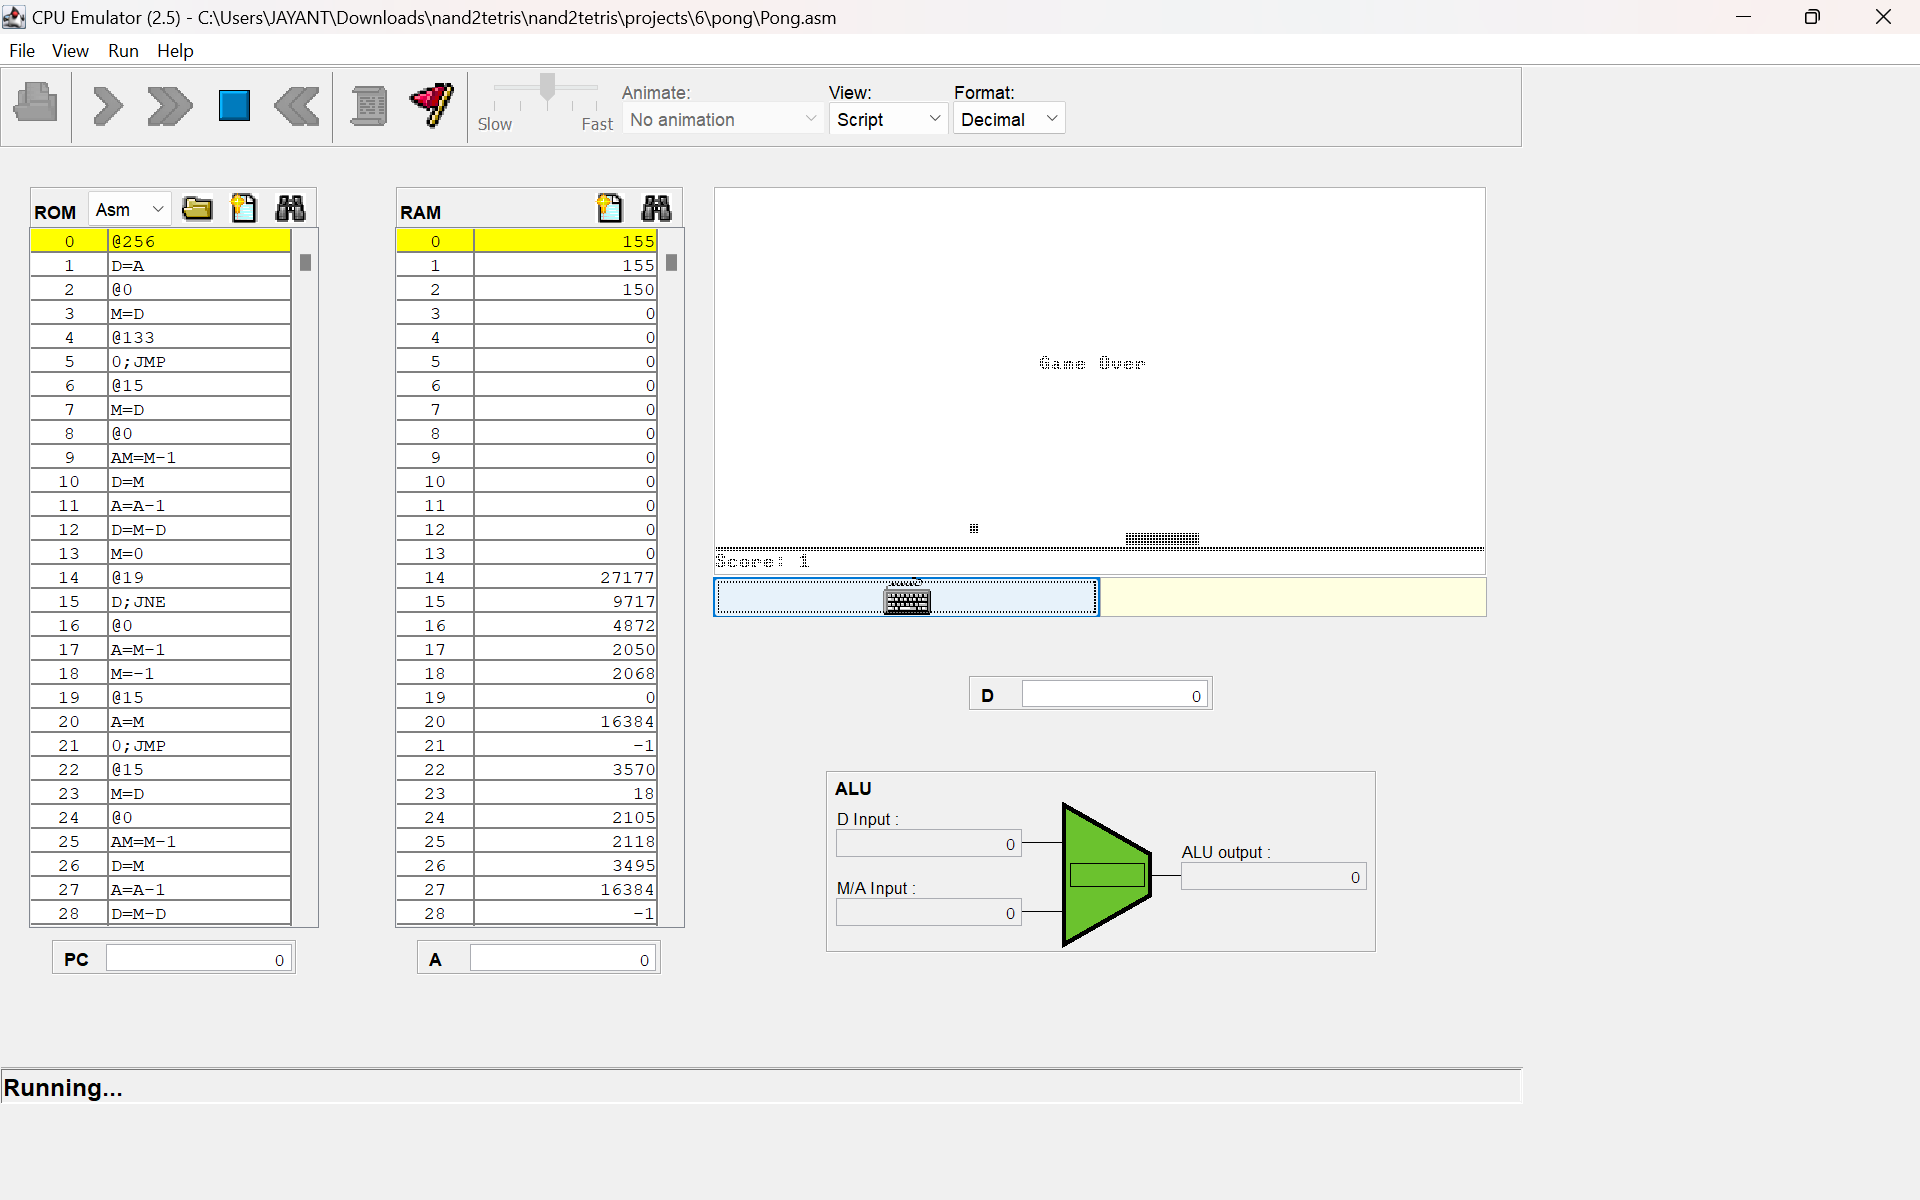 CPU Emulator (2.5) - C:\Users\JAYANT\Downloads\nand2tetris\nand2tetris\projects\6\pong\Pong.asm
File View Run Help
Animate: View: Format:
Slow Fast No animation Script Decimal
ROM Asm
0 @256
1 D=A
2 @0
3 M=D
4 @133
5 0;JMP
6 @15
7 M=D
8 @0
9 AM=M-1
10 D=M
11 A=A-1
12 D=M-D
13 M=0
14 @19
15 D;JNE
16 @0
17 A=M-1
18 M=-1
19 @15
20 A=M
21 0;JMP
22 @15
23 M=D
24 @0
25 AM=M-1
26 D=M
27 A=A-1
28 D=M-D
PC 0
RAM
0 155
1 155
2 150
3 0
4 0
5 0
6 0
7 0
8 0
9 0
10 0
11 0
12 0
13 0
14 27177
15 9717
16 4872
17 2050
18 2068
19 0
20 16384
21 -1
22 3570
23 18
24 2105
25 2118
26 3495
27 16384
28 -1
A 0
Game Over
Score: 1
D 0
ALU
D Input :
0
M/A Input :
0
ALU output :
0
Running...